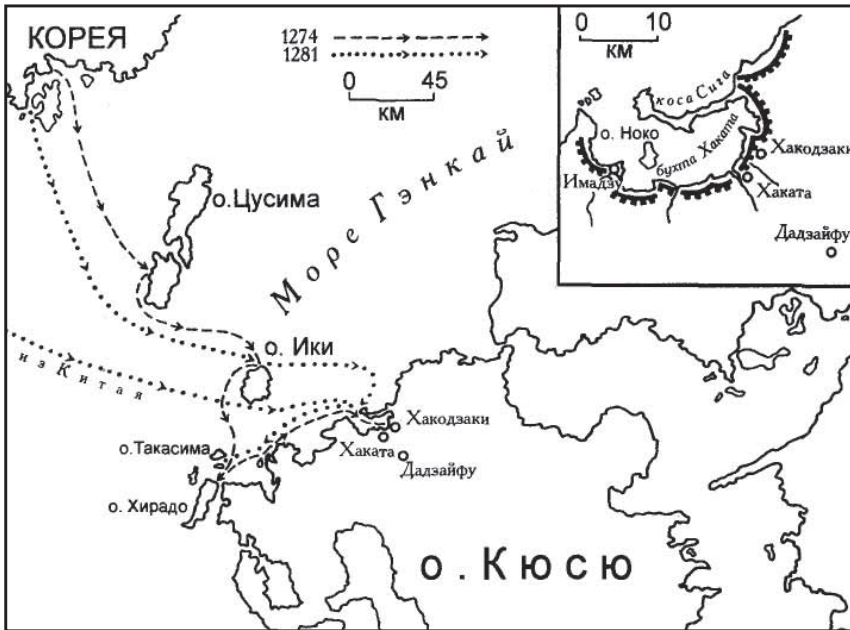 КОРЕЯ
1274
1281
0 45
км
о.Цусима
Море Гэнкай
о. Ики
из Китая
о.Такасима
о. Хирадо
Хакодзаки
Хаката
Дадзайфу
о. Кюсю
0 10
км
коса Сига
о. Ноко
бухта Хаката
Имадзу
Хакодзаки
Хаката
Дадзайфу